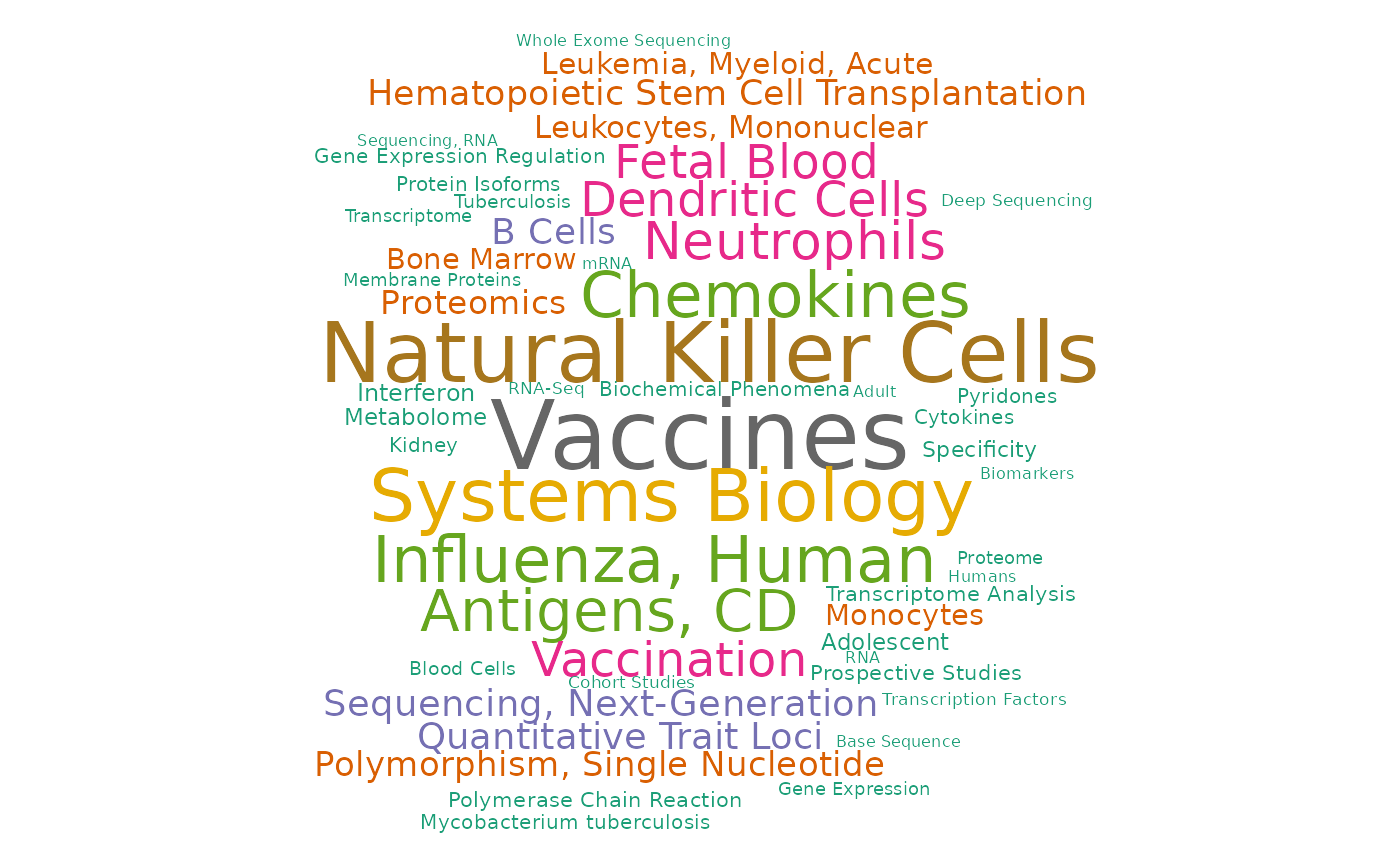 Whole Exome Sequencing
Leukemia, Myeloid, Acute
Hematopoietic Stem Cell Transplantation
Leukocytes, Mononuclear
Sequencing, RNA
Gene Expression Regulation
Fetal Blood
Protein Isoforms
Tuberculosis
Dendritic Cells
Deep Sequencing
Transcriptome
B Cells
Neutrophils
Bone Marrow
mRNA
Membrane Proteins
Proteomics
Chemokines
Natural Killer Cells
Interferon
RNA-Seq
Biochemical Phenomena
Adult
Pyridones
Metabolome
Vaccines
Cytokines
Kidney
Specificity
Systems Biology
Biomarkers
Influenza, Human
Proteome
Humans
Antigens, CD
Transcriptome Analysis
Monocytes
Adolescent
Vaccination
RNA
Blood Cells
Prospective Studies
Cohort Studies
Sequencing, Next-Generation
Transcription Factors
Quantitative Trait Loci
Base Sequence
Polymorphism, Single Nucleotide
Gene Expression
Polymerase Chain Reaction
Mycobacterium tuberculosis